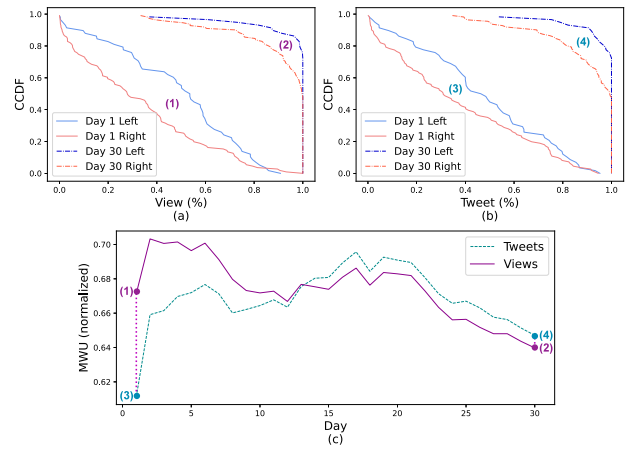 CCDF
1.0
0.8
0.6
0.4
0.2
0.0
(2)
(1)
Day 1 Left
Day 1 Right
Day 30 Left
Day 30 Right
0.0 0.2 0.4 0.6 0.8 1.0
View (%)
(a)
CCDF
1.0
0.8
0.6
0.4
0.2
0.0
(4)
(3)
Day 1 Left
Day 1 Right
Day 30 Left
Day 30 Right
0.0 0.2 0.4 0.6 0.8 1.0
Tweet (%)
(b)
MWU (normalized)
0.70
0.68
0.66
0.64
0.62
Tweets
Views
(1)
(3)
(4)
(2)
0 5 10 15 20 25 30
Day
(c)